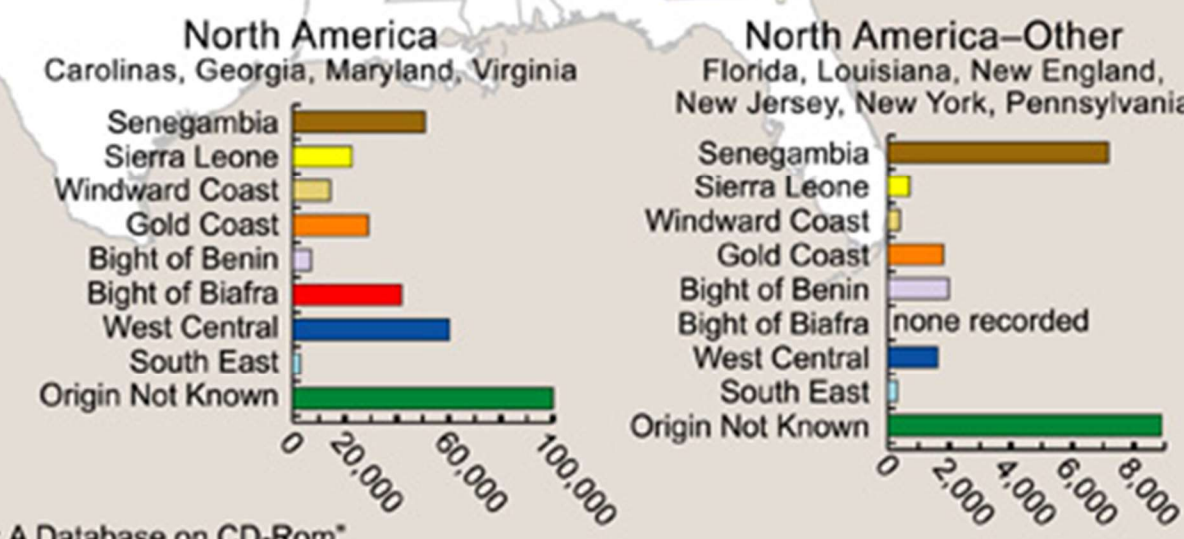 North America
Carolinas, Georgia, Maryland, Virginia
Senegambia
Sierra Leone
Windward Coast
Gold Coast
Bight of Benin
Bight of Biafra
West Central
South East
Origin Not Known
0
20,000
60,000
100,000
North America–Other
Florida, Louisiana, New England,
New Jersey, New York, Pennsylvania
Senegambia
Sierra Leone
Windward Coast
Gold Coast
Bight of Benin
Bight of Biafra none recorded
West Central
South East
Origin Not Known
0
2,000
4,000
6,000
8,000
A Database on CD-Rom"